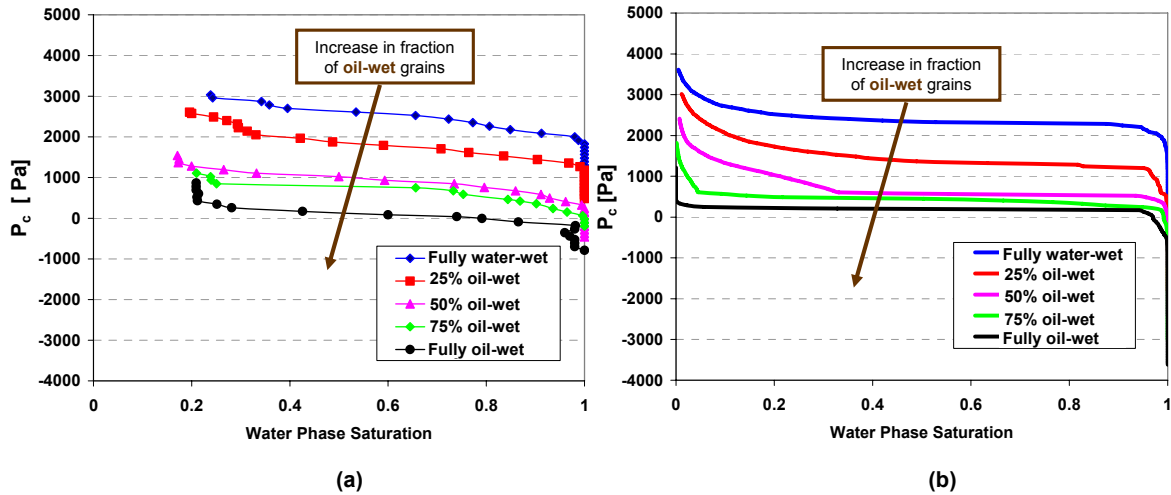 5000
4000
3000
2000
1000
0
-1000
-2000
-3000
-4000
P c [ Pa]
Increase in fraction
of oil-wet grains
Fully water-wet
25% oil-wet
50% oil-wet
75% oil-wet
Fully oil-wet
0 0.2 0.4 0.6 0.8 1
Water Phase Saturation
(a)
5000
4000
3000
2000
1000
0
-1000
-2000
-3000
-4000
P c [ Pa]
Increase in fraction
of oil-wet grains
Fully water-wet
25% oil-wet
50% oil-wet
75% oil-wet
Fully oil-wet
0 0.2 0.4 0.6 0.8 1
Water Phase Saturation
(b)